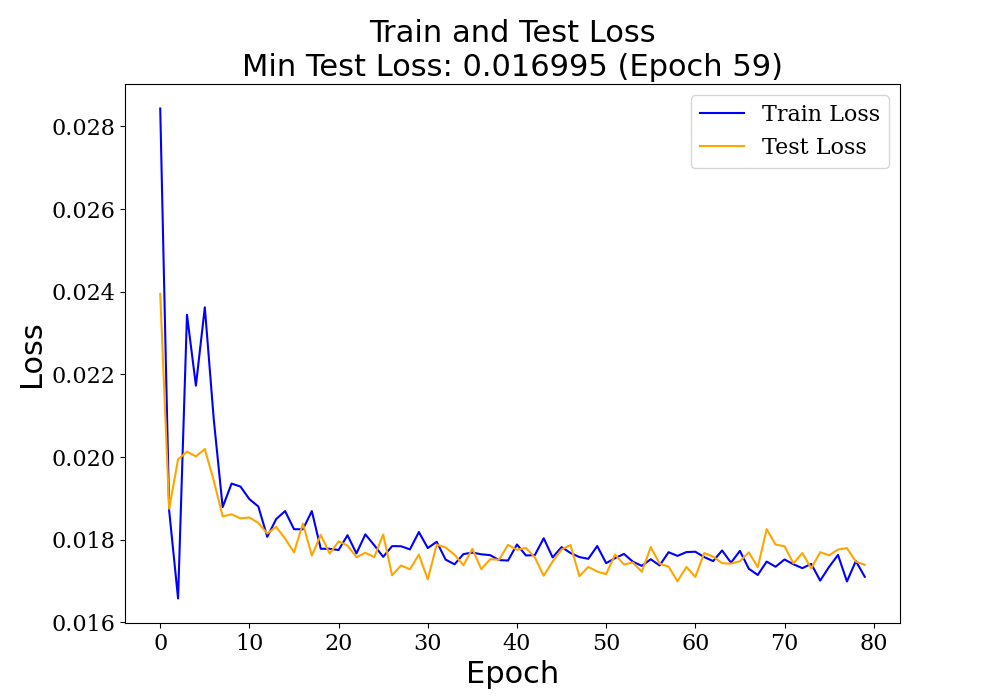 Train and Test Loss
Min Test Loss: 0.016995 (Epoch 59)
Train Loss
Test Loss
0.028
0.026
0.024
0.022
0.020
0.018
0.016
Loss
0 10 20 30 40 50 60 70 80
Epoch